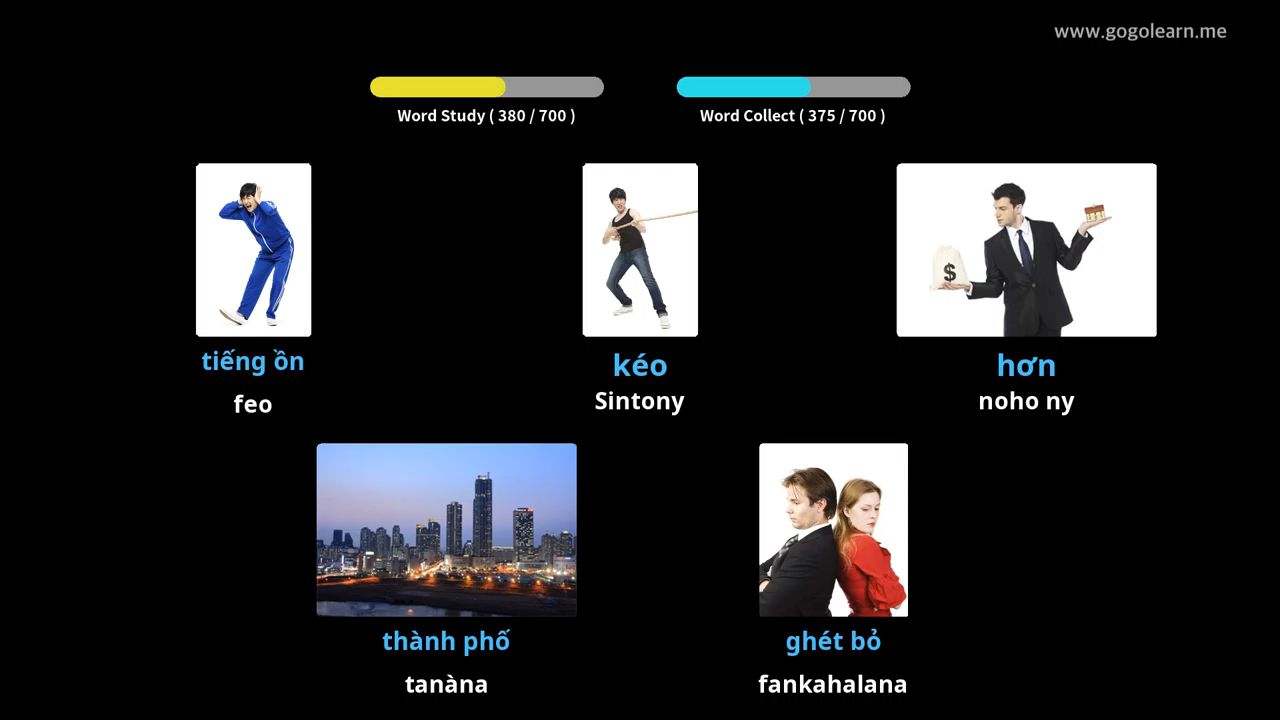 www.gogolearn.me
Word Study ( 380 / 700 )
Word Collect ( 375 / 700 )
tiếng ồn
feo
kéo
Sintony
hơn
noho ny
$
thành phố
tanàna
ghét bỏ
fankahalana